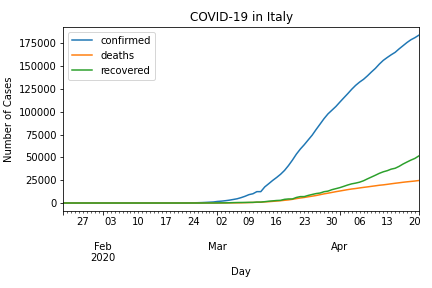 COVID-19 in Italy
confirmed
deaths
recovered
175000
150000
125000
100000
75000
50000
25000
0
Number of Cases
27 03 10 17 24 02 09 16 23 30 06 13 20
Feb Mar Apr
2020
Day